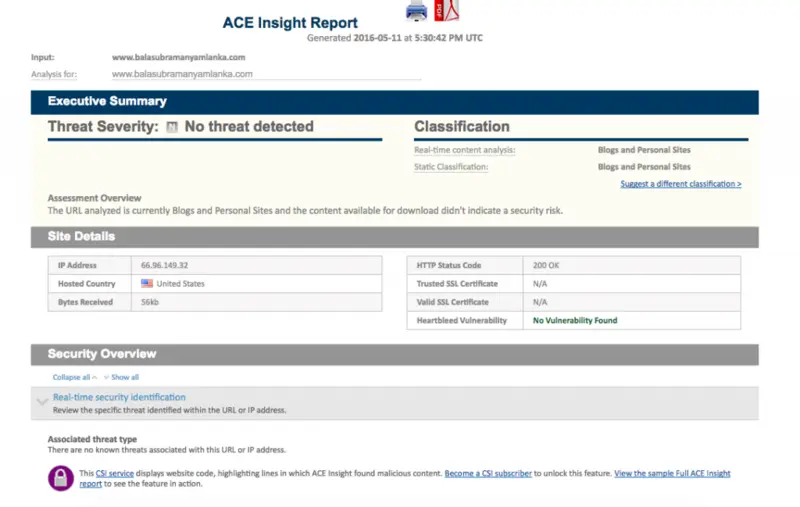 PDF
ACE Insight Report
Generated 2016-05-11 at 5:30:42 PM UTC
Input: www.balasubramanyamlanka.com
Analysis for: www.balasubramanyamlanka.com
Executive Summary
Threat Severity: N No threat detected
Classification
Real-time content analysis: Blogs and Personal Sites
Static Classification: Blogs and Personal Sites
Suggest a different classification >
Assessment Overview
The URL analyzed is currently Blogs and Personal Sites and the content available for download didn't indicate a security risk.
Site Details
IP Address 66.96.149.32
Hosted Country United States
Bytes Received 56kb
HTTP Status Code 200 OK
Trusted SSL Certificate N/A
Valid SSL Certificate N/A
Heartbleed Vulnerability No Vulnerability Found
Security Overview
Collapse all Show all
Real-time security identification
Review the specific threat identified within the URL or IP address.
Associated threat type
There are no known threats associated with this URL or IP address.
This CSI service displays website code, highlighting lines in which ACE Insight found malicious content. Become a CSI subscriber to unlock this feature. View the sample Full ACE Insight
report to see the feature in action.